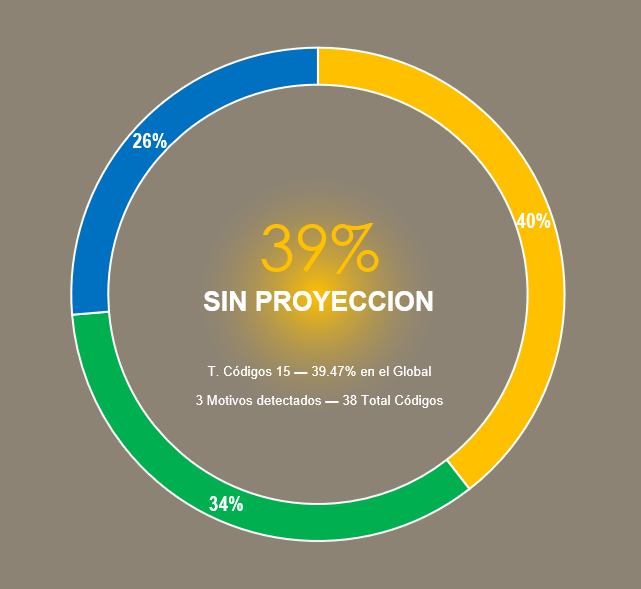 26%
40%
39%
SIN PROYECCION
T. Códigos 15 — 39.47% en el Global
3 Motivos detectados — 38 Total Códigos
34%